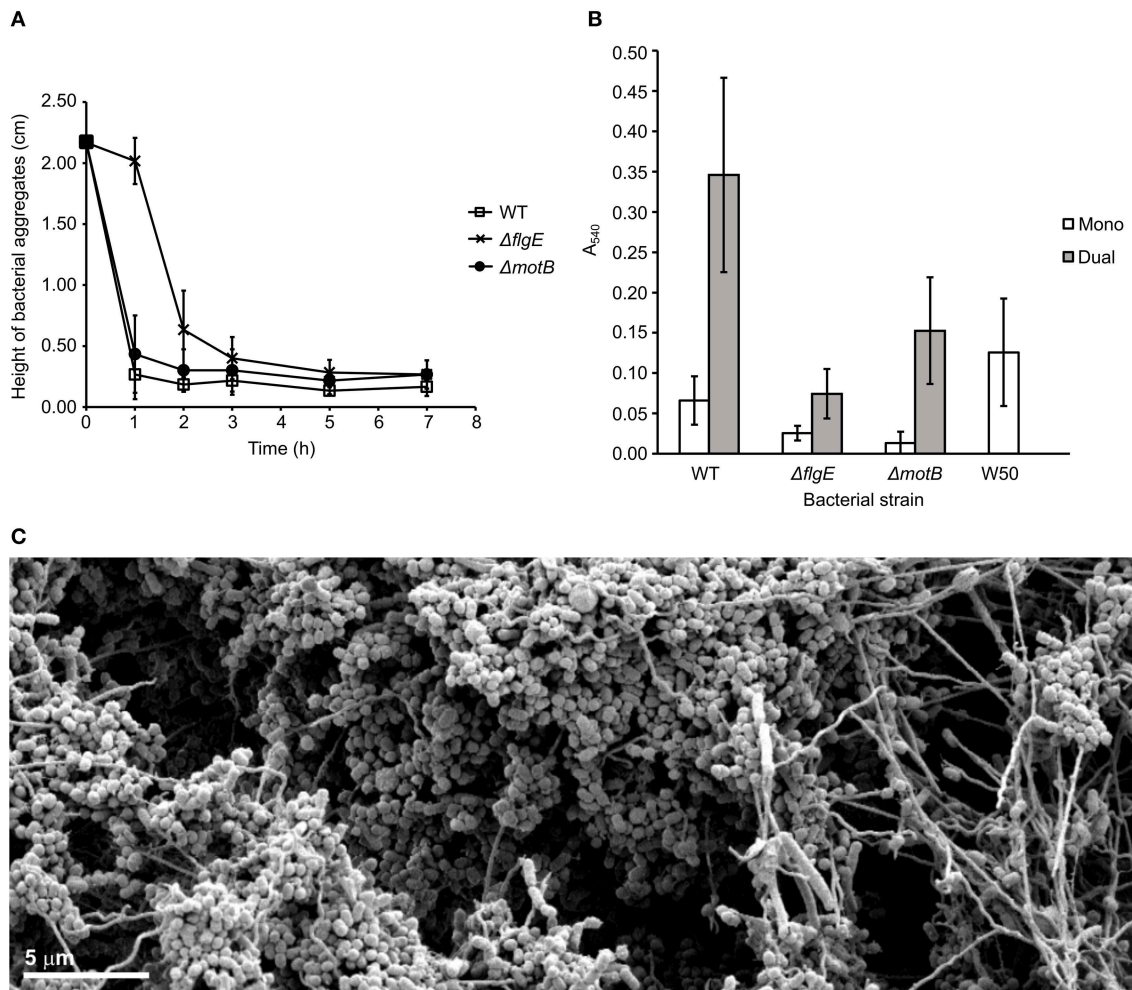 A
Height of bacterial aggregates (cm)
2.50
2.00
1.50
1.00
0.50
0.00
0 1 2 3 4 5 6 7 8
Time (h)
WT
ΔflgE
ΔmotB
B
A540
0.50
0.45
0.40
0.35
0.30
0.25
0.20
0.15
0.10
0.05
0.00
WT ΔflgE ΔmotB W50
Bacterial strain
Mono
Dual
C
5 μm